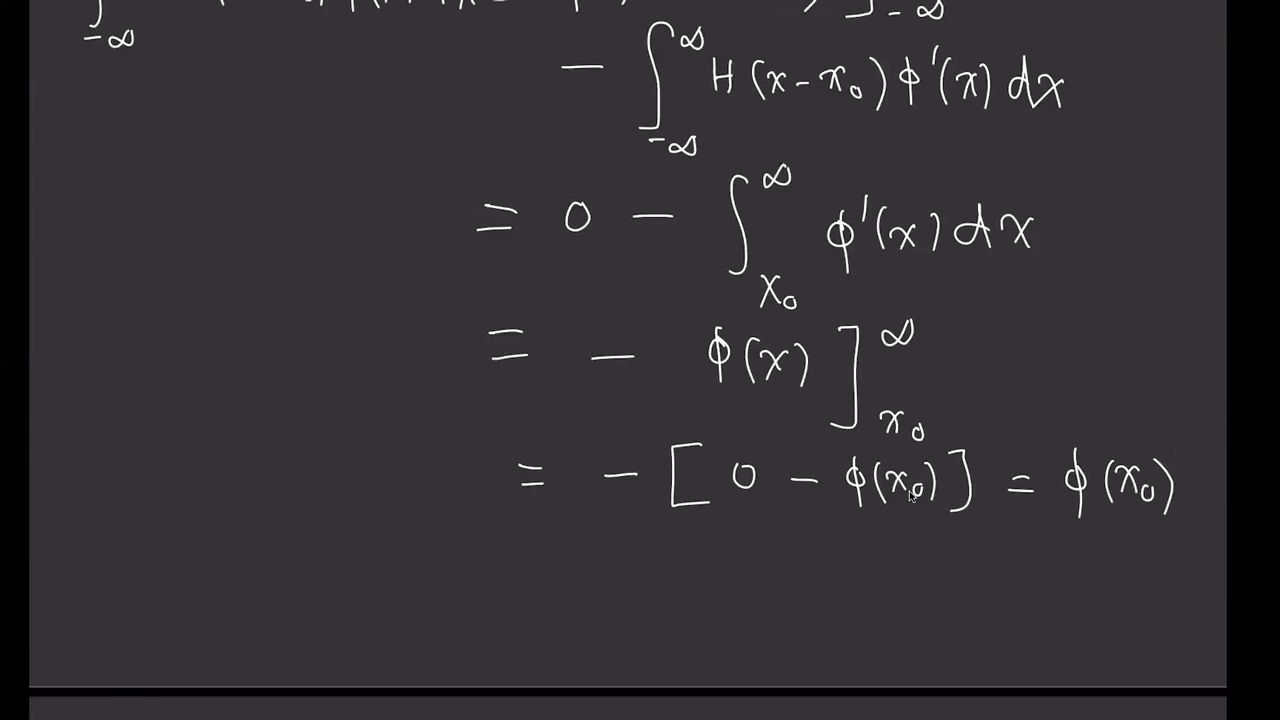 -∞ ]-∞
- ∫_{-∞}^{∞} H(x-x₀) ϕ'(x) dx
= 0 - ∫_{x₀}^{∞} ϕ'(x) dx
= - ϕ(x) ]_{x₀}^{∞}
= - [ 0 - ϕ(x₀) ] = ϕ(x₀)